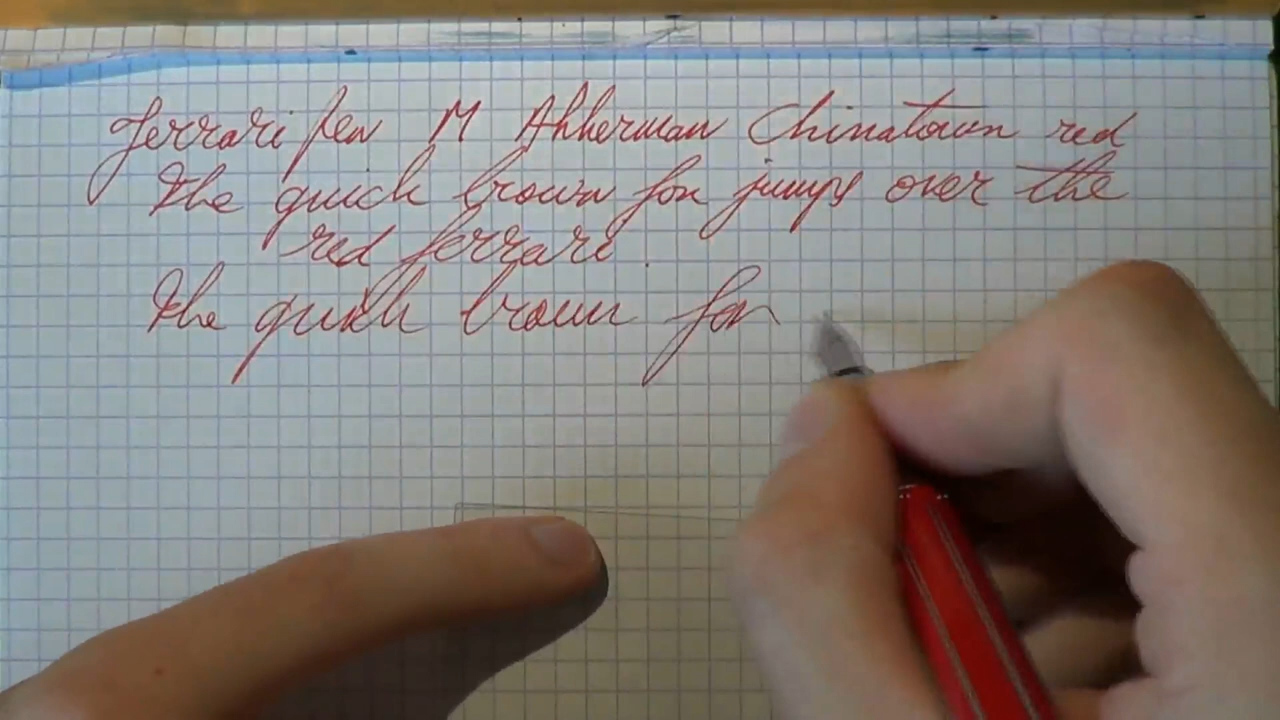 Ferrari pen M Akkerman Chinatown red
The quick brown fox jumps over the
red ferrari.
The quick brown fox